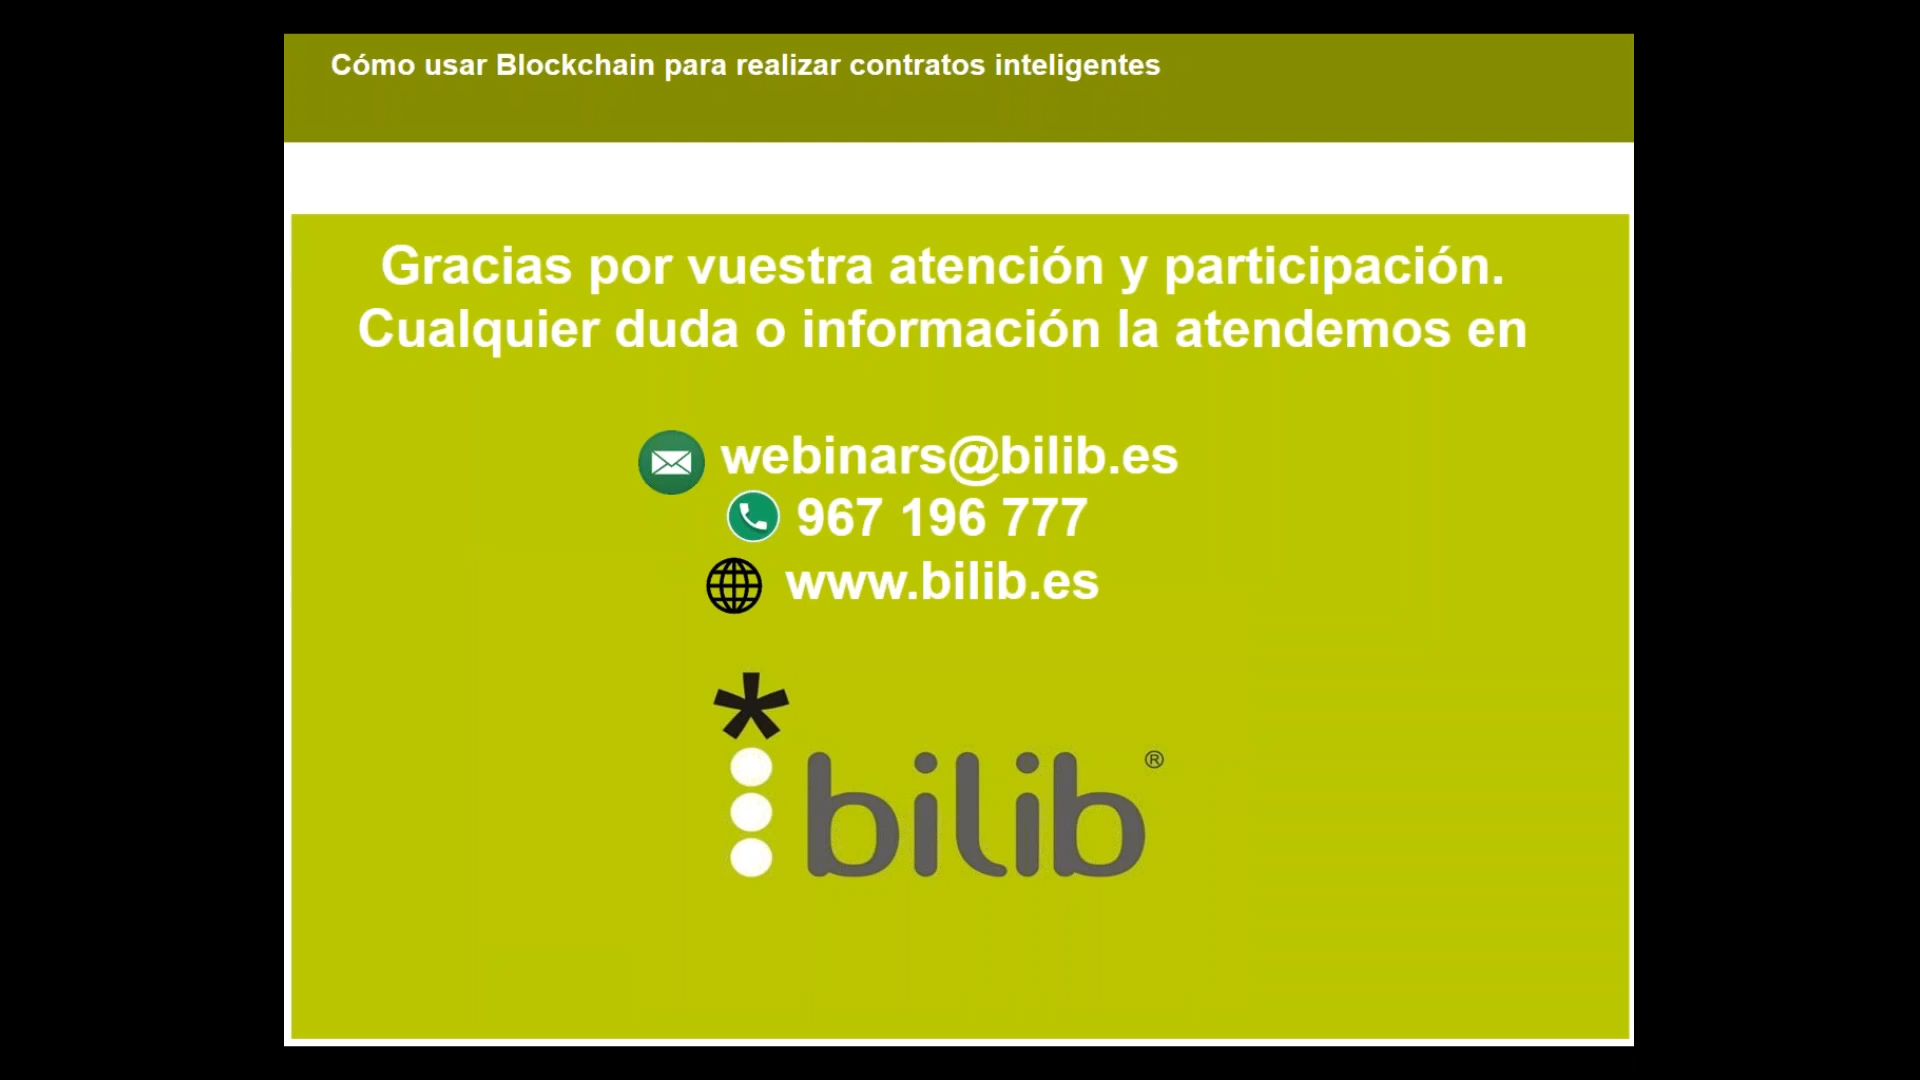 Cómo usar Blockchain para realizar contratos inteligentes
Gracias por vuestra atención y participación.
Cualquier duda o información la atendemos en
webinars@bilib.es
967 196 777
www.bilib.es
bilib®